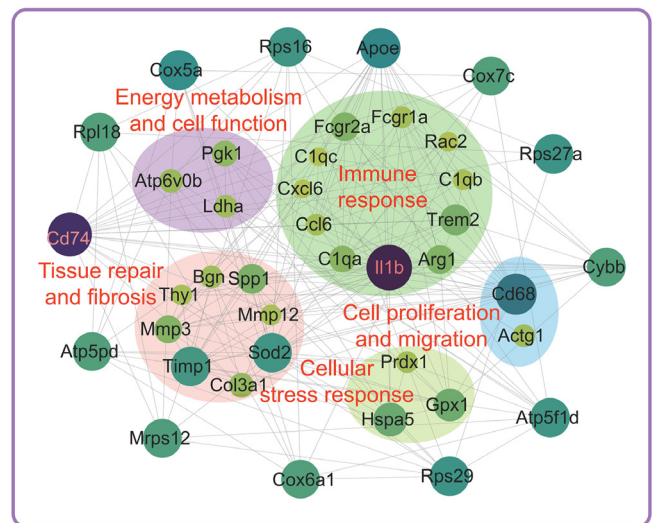 Rps16
Apoe
Cox5a
Cox7c
Energy metabolism
and cell function
Rpl18
Fcgr2a
Fcgr1a
Rac2
Rps27a
Pgk1
C1qc
Atp6v0b
Cxcl6
Immune
response
C1qb
Ldha
Ccl6
Trem2
Cd74
C1qa
Il1b
Arg1
Cybb
Tissue repair
and fibrosis
Bgn
Spp1
Thy1
Cd68
Mmp12
Cell proliferation
and migration
Mmp3
Actg1
Atp5pd
Timp1
Sod2
Prdx1
Col3a1
Cellular
stress response
Gpx1
Hspa5
Atp5f1d
Mrps12
Cox6a1
Rps29